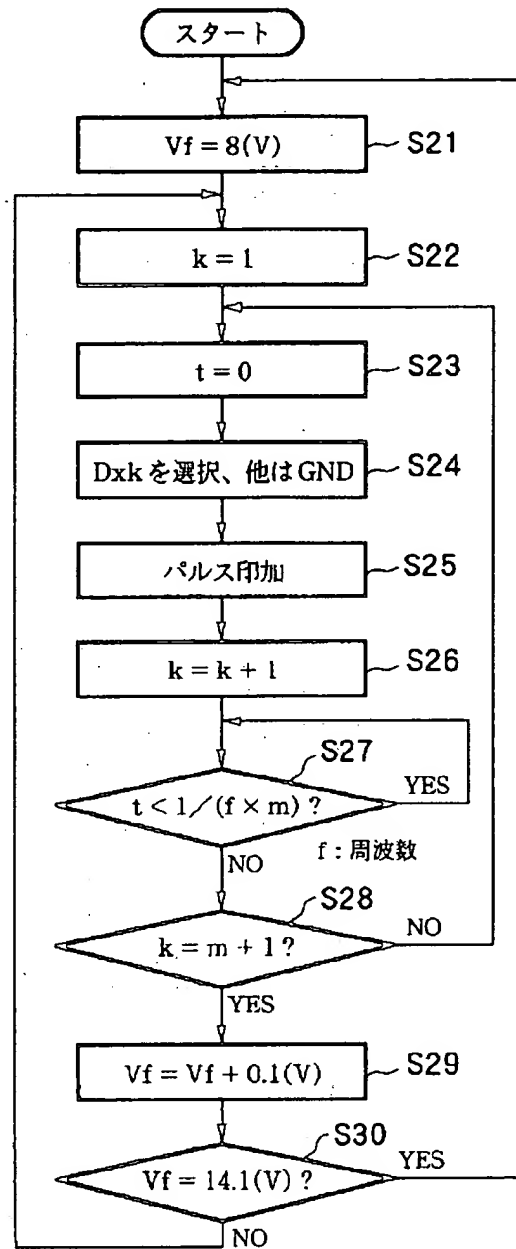 スタート
Vf = 8(V)
S21
k = 1
S22
t = 0
S23
Dxkを選択、他はGND
S24
パルス印加
S25
k = k + 1
S26
S27
t < 1／(f × m) ?
YES
NO
f : 周波数
S28
k = m + 1 ?
NO
YES
Vf = Vf + 0.1(V)
S29
S30
Vf = 14.1(V) ?
YES
NO